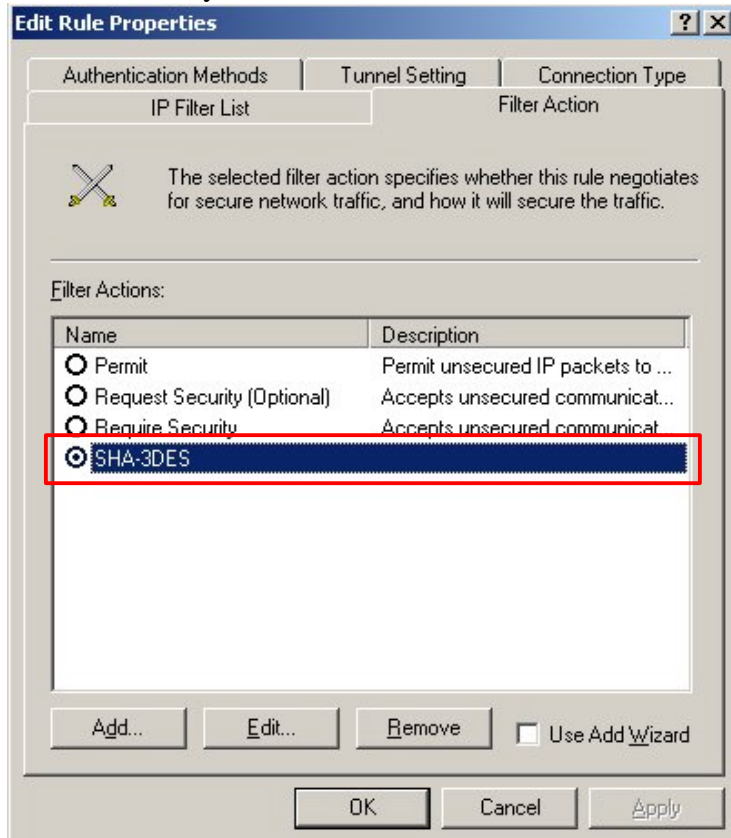 Edit Rule Properties
Authentication Methods Tunnel Setting Connection Type
IP Filter List Filter Action
The selected filter action specifies whether this rule negotiates
for secure network traffic, and how it will secure the traffic.
Filter Actions:
Name Description
Permit Permit unsecured IP packets to ...
Request Security (Optional) Accepts unsecured communicat...
Require Security Accepts unsecured communicat...
SHA-3DES
Add... Edit... Remove Use Add Wizard
OK Cancel Apply